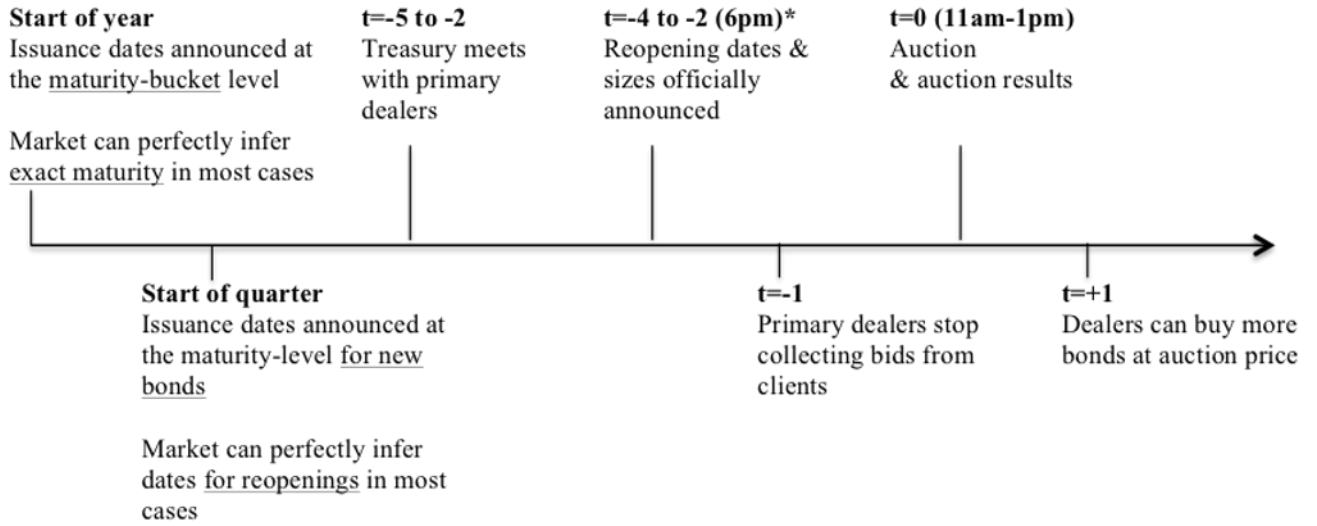 Start of year
Issuance dates announced at
the maturity-bucket level
Market can perfectly infer
exact maturity in most cases
t=-5 to -2
Treasury meets
with primary
dealers
t=-4 to -2 (6pm)*
Reopening dates &
sizes officially
announced
t=0 (11am-1pm)
Auction
& auction results
Start of quarter
Issuance dates announced at
the maturity-level for new
bonds
Market can perfectly infer
dates for reopenings in most
cases
t=-1
Primary dealers stop
collecting bids from
clients
t=+1
Dealers can buy more
bonds at auction price